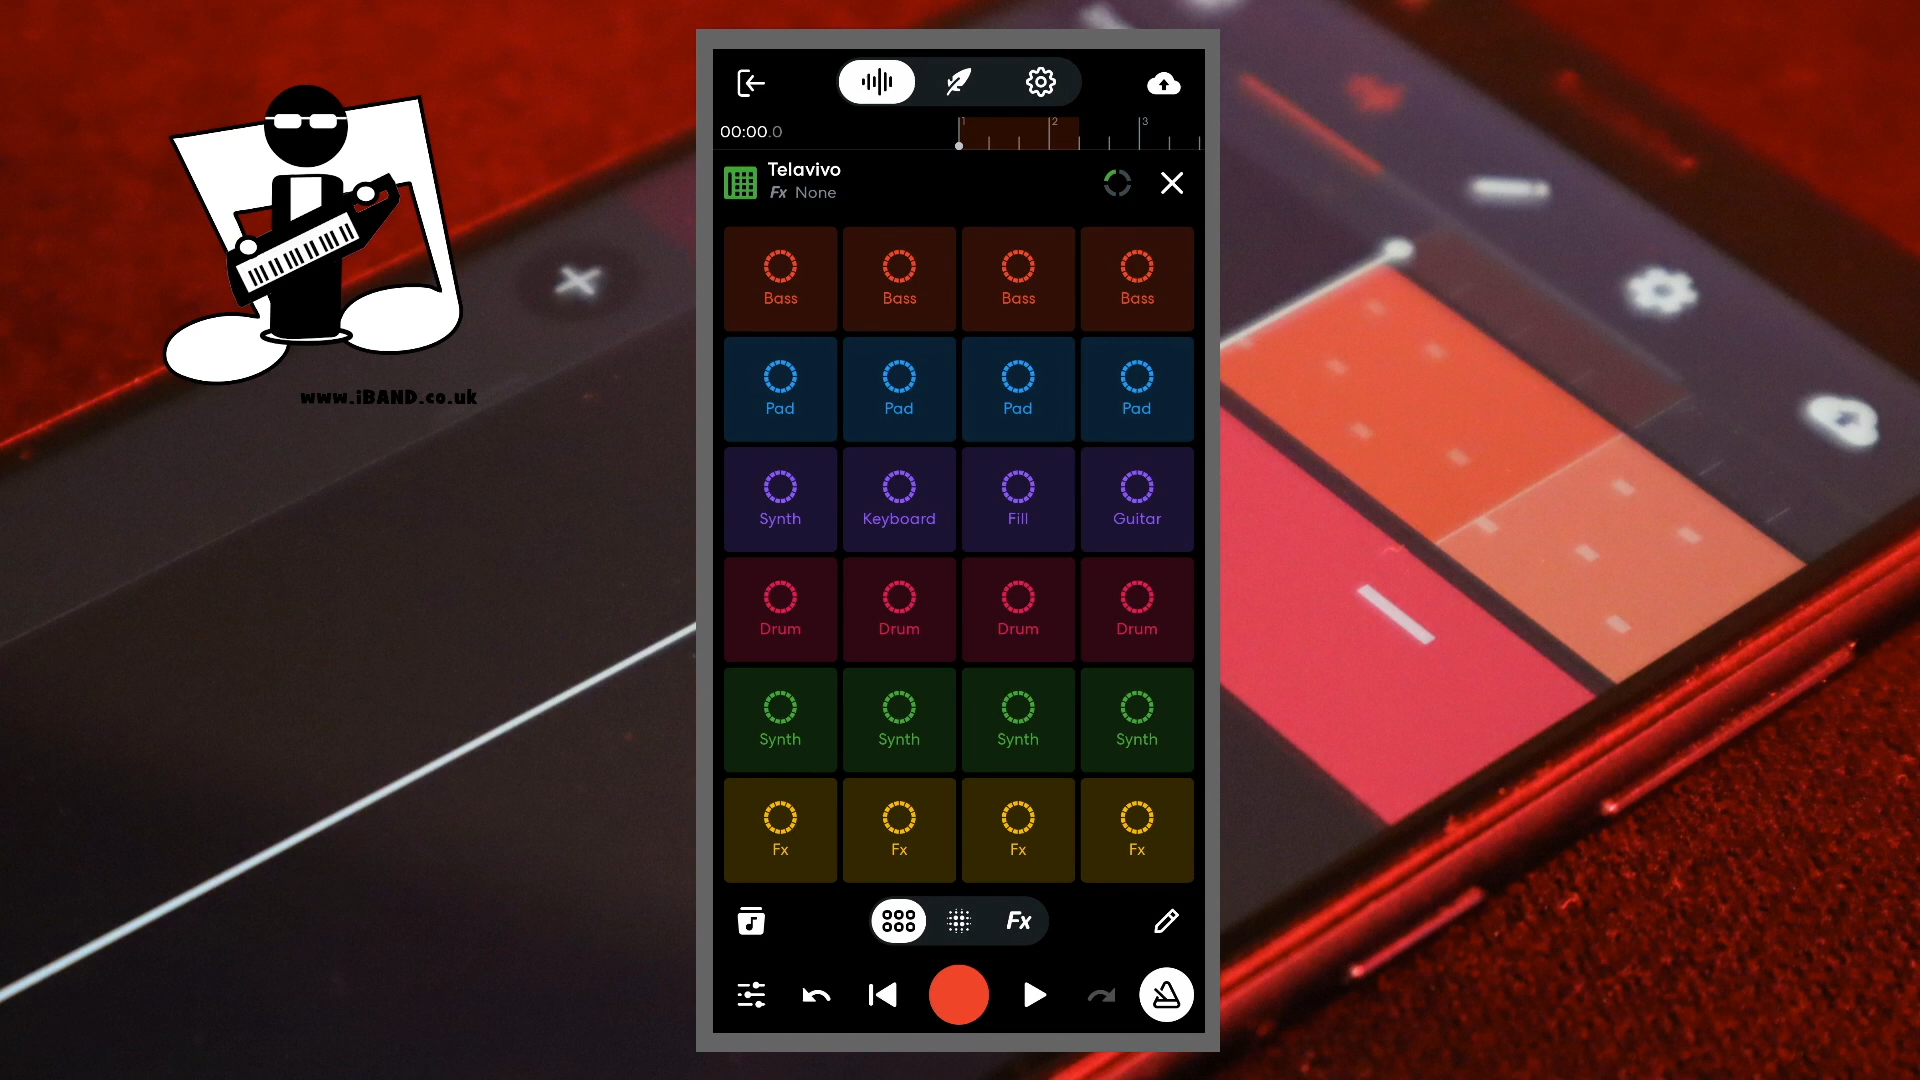 www.iBAND.co.uk
00:00.0
1 2 3
Telavivo
Fx None
Bass Bass Bass Bass
Pad Pad Pad Pad
Synth Keyboard Fill Guitar
Drum Drum Drum Drum
Synth Synth Synth Synth
Fx Fx Fx Fx
Fx